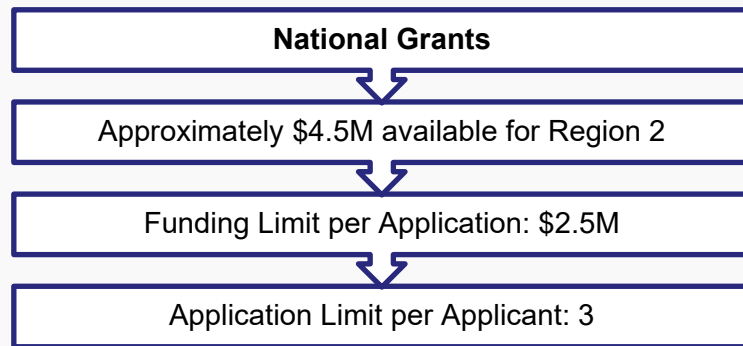 National Grants
Approximately $4.5M available for Region 2
Funding Limit per Application: $2.5M
Application Limit per Applicant: 3